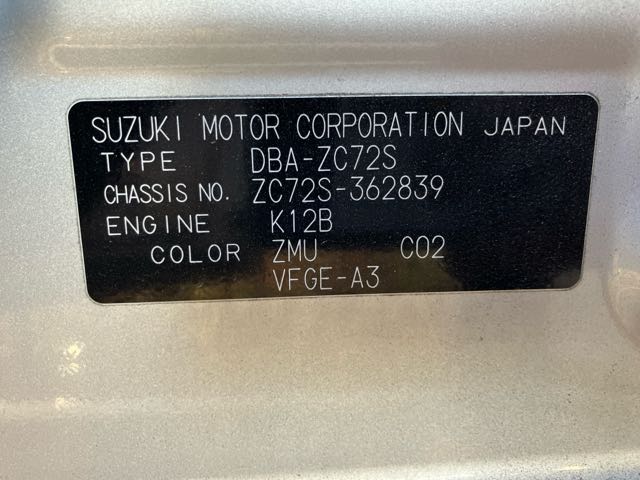 SUZUKI MOTOR CORPORATION JAPAN
TYPE DBA-ZC72S
CHASSIS NO. ZC72S-362839
ENGINE K12B
COLOR ZMU C02
VFGE-A3